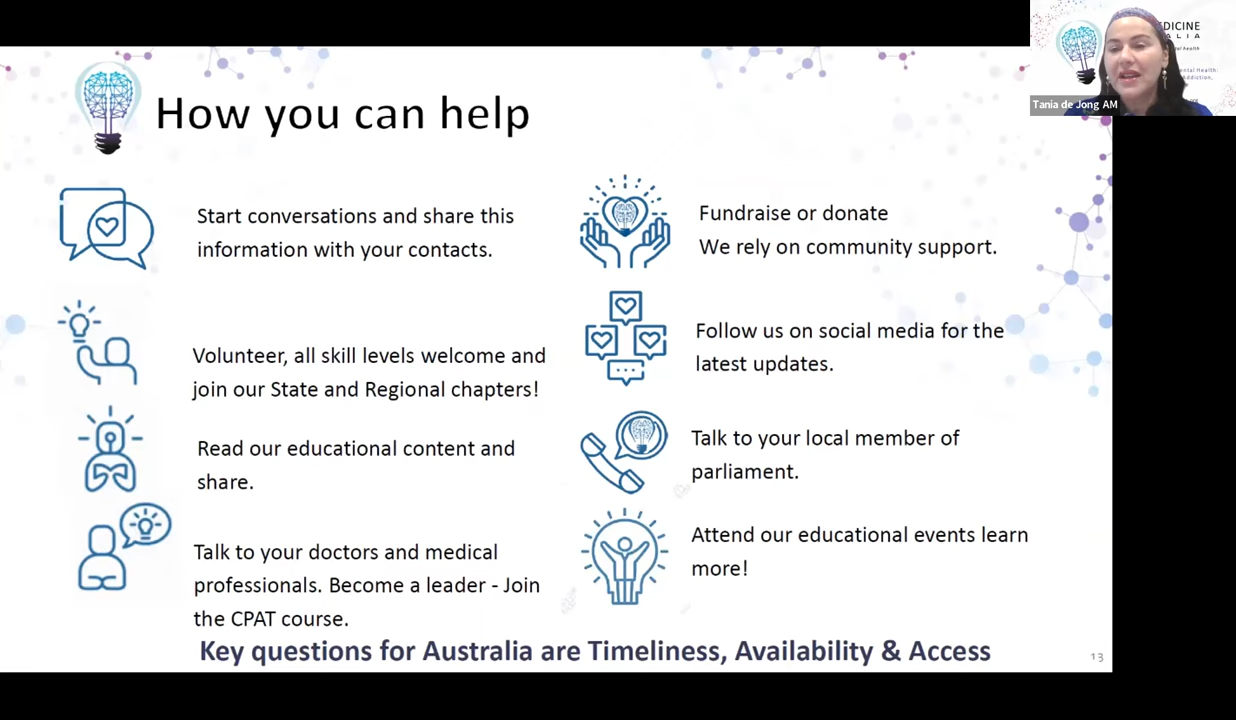 How you can help
Start conversations and share this
information with your contacts.
Volunteer, all skill levels welcome and
join our State and Regional chapters!
Read our educational content and
share.
Talk to your doctors and medical
professionals. Become a leader - Join
the CPAT course.
Fundraise or donate
We rely on community support.
Follow us on social media for the
latest updates.
Talk to your local member of
parliament.
Attend our educational events learn
more!
Key questions for Australia are Timeliness, Availability & Access
13
Tania de Jong AM